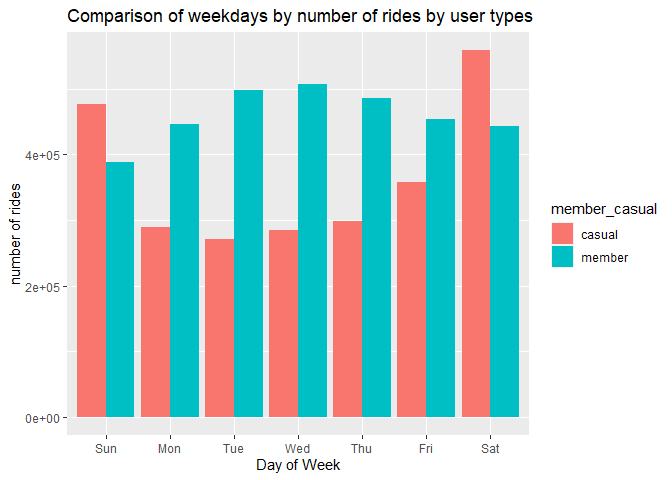 Comparison of weekdays by number of rides by user types
number of rides
4e+05
2e+05
0e+00
Sun Mon Tue Wed Thu Fri Sat
Day of Week
member_casual
casual
member